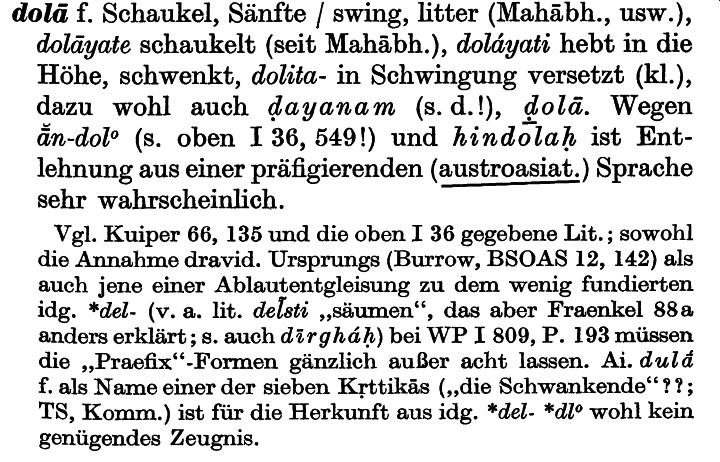 dolā f. Schaukel, Sänfte / swing, litter (Mahābh., usw.),
dolāyate schaukelt (seit Mahābh.), doláyati hebt in die
Höhe, schwenkt, dolita- in Schwingung versetzt (kl.),
dazu wohl auch ḍayanam (s. d.!), ḍolā. Wegen
ā̆n-dol° (s. oben I 36, 549!) und hindolaḥ ist Ent-
lehnung aus einer präfigierenden (austroasiat.) Sprache
sehr wahrscheinlich.
Vgl. Kuiper 66, 135 und die oben I 36 gegebene Lit.; sowohl
die Annahme dravid. Ursprungs (Burrow, BSOAS 12, 142) als
auch jene einer Ablautentgleisung zu dem wenig fundierten
idg. *del- (v. a. lit. del̃sti „säumen“, das aber Fraenkel 88a
anders erklärt; s. auch dīrgháḥ) bei WP I 809, P. 193 müssen
die „Praefix“-Formen gänzlich außer acht lassen. Ai. dulā́
f. als Name einer der sieben Kṛttikās („die Schwankende“??;
TS, Komm.) ist für die Herkunft aus idg. *del- *dl° wohl kein
genügendes Zeugnis.